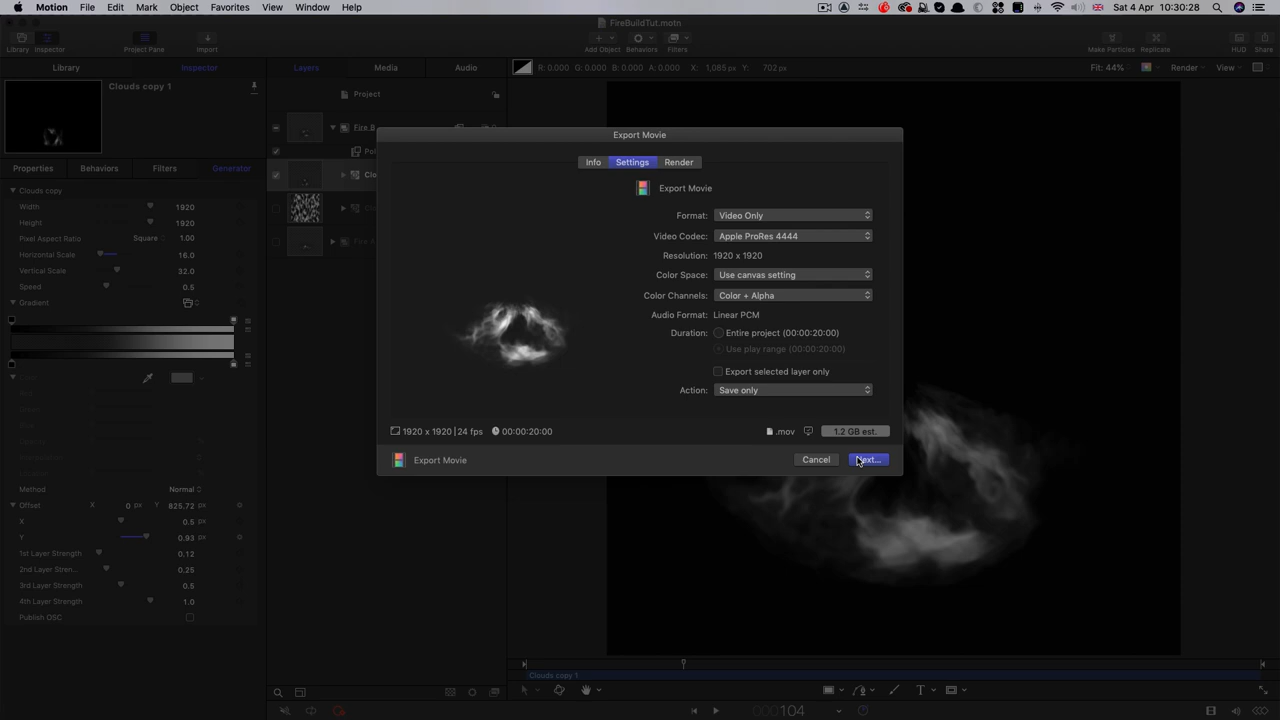 Motion File Edit Mark Object Favorites View Window Help Sat 4 Apr 10:30:28
FireBuildTut.motn
Library Inspector Project Pane Import Add Object Behaviors Filters Make Particles Replicate HUD Share
Library Inspector Layers Media Audio R: 0.000 G: 0.000 B: 0.000 A: 0.000 X: 1,085 px Y: 702 px Fit: 44% Render View
Clouds copy 1
Project
Fire B
Clo
Fire A
Properties Behaviors Filters Generator
Clouds copy
Width 1920
Height 1920
Pixel Aspect Ratio Square 1.00
Horizontal Scale 16.0
Vertical Scale 32.0
Speed 0.5
Gradient
Method Normal
Offset X 0 px Y 825.72 px
X 0.5 px
Y 0.93 px
1st Layer Strength 0.12
2nd Layer Stren... 0.25
3rd Layer Strength 0.5
4th Layer Strength 1.0
Publish OSC
Export Movie
Info Settings Render
Export Movie
Format: Video Only
Video Codec: Apple ProRes 4444
Resolution: 1920 x 1920
Color Space: Use canvas setting
Color Channels: Color + Alpha
Audio Format: Linear PCM
Duration: Entire project (00:00:20:00)
Use play range (00:00:20:00)
Export selected layer only
Action: Save only
1920 x 1920 | 24 fps 00:00:20:00 .mov 1.2 GB est.
Export Movie Cancel Next...
Clouds copy 1
000104